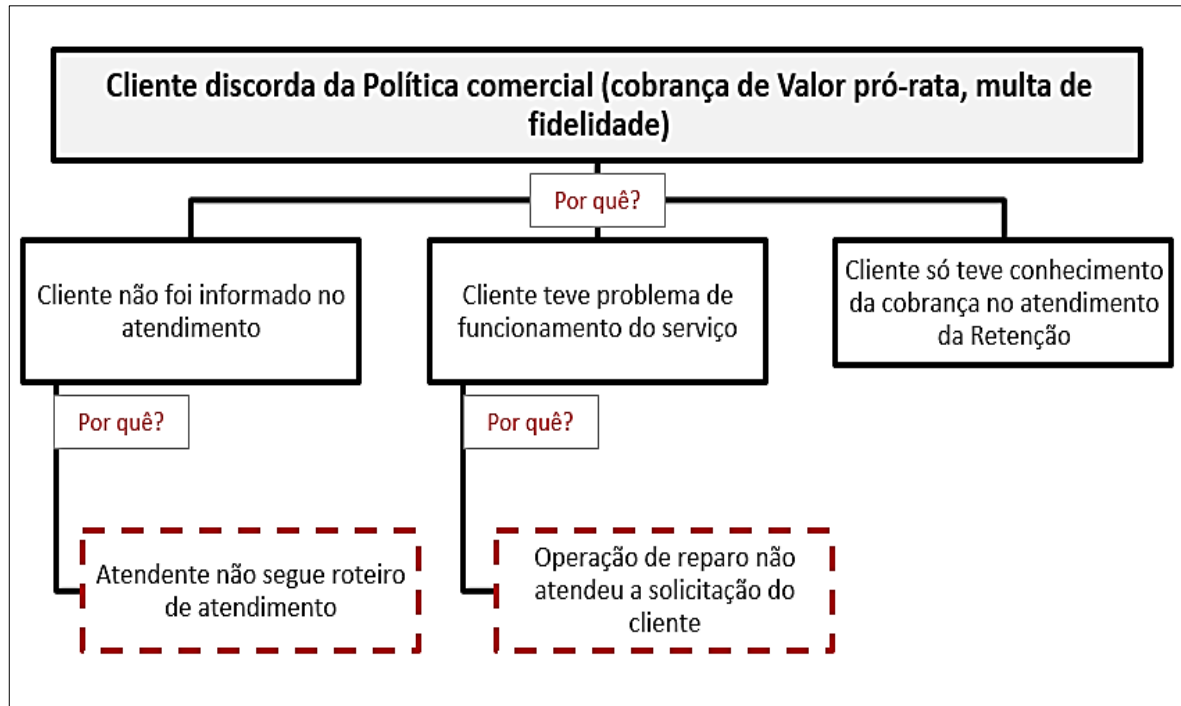 Cliente discorda da Política comercial (cobrança de Valor pró-rata, multa de
fidelidade)
Por quê?
Cliente não foi informado no
atendimento
Cliente teve problema de
funcionamento do serviço
Cliente só teve conhecimento
da cobrança no atendimento
da Retenção
Por quê?
Por quê?
Atendente não segue roteiro
de atendimento
Operação de reparo não
atendeu a solicitação do
cliente